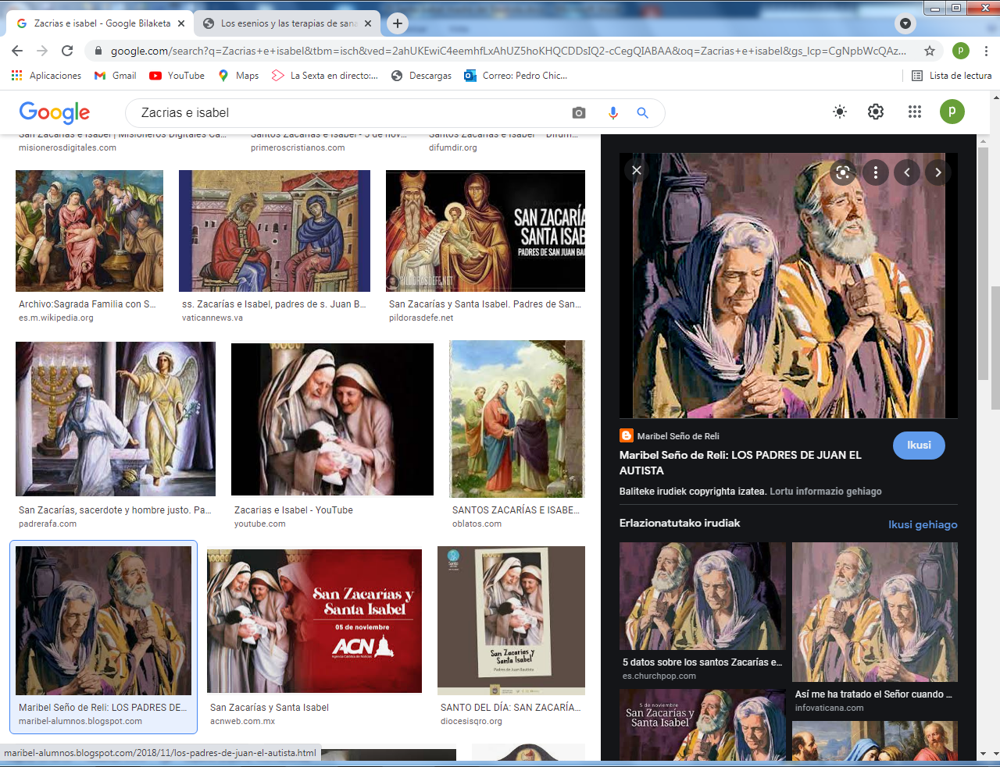 Zacrias e isabel - Google Bilaketa
Los esenios y las terapias de sana
google.com/search?q=Zacrias+e+isabel&tbm=isch&ved=2ahUKEwiC4eemhfLxAhUZ5hoKHQCDDsIQ2-cCegQIABAA&oq=Zacrias+e+isabel&gs_lcp=CgNpbWcQAz...
P
Aplicaciones
Gmail
YouTube
Maps
La Sexta en directo:...
Descargas
Correo: Pedro Chic...
Lista de lectura
Google
Zacrias e isabel
p
San Zacarias e Isabel | Misioneros Digitales Ca...
misionerosdigitales.com
Santos Zacarías e Isabel - 5 de nov...
primeroscristianos.com
Santos Zacarías e Isabel
difumdir.org
SAN ZACARÍA
SANTA ISAB
PADRES DE SAN JUAN BA
PILDORASDEFE.NET
Archivo:Sagrada Familia con S...
es.m.wikipedia.org
ss. Zacarías e Isabel, padres de s. Juan B...
vaticannews.va
San Zacarías y Santa Isabel. Padres de San...
pildorasdefe.net
San Zacarías, sacerdote y hombre justo. Pa...
padrerafa.com
Zacarias e Isabel - YouTube
youtube.com
SANTOS ZACARÍAS E ISABE...
oblatos.com
San Zacarías y
Santa Isabel
05 de noviembre
ACN
Agencia Católica de Noticias
San Zacarías y
Santa Isabel
Padres de Juan Bautista
Maribel Seño de Reli: LOS PADRES DE...
maribel-alumnos.blogspot.com
San Zacarías y Santa Isabel
acnweb.com.mx
SANTO DEL DÍA: SAN ZACARÍA...
diocesisqro.org
maribel-alumnos.blogspot.com/2018/11/los-padres-de-juan-el-autista.html
Maribel Seño de Reli
Maribel Seño de Reli: LOS PADRES DE JUAN EL
AUTISTA
Ikusi
Baliteke irudiek copyrighta izatea. Lortu informazio gehiago
Erlazionatutako irudiak
Ikusi gehiago
5 datos sobre los santos Zacarías e...
es.churchpop.com
Así me ha tratado el Señor cuando ...
infovaticana.com
5 de noviembre
San Zacarías y
Santa Isabel